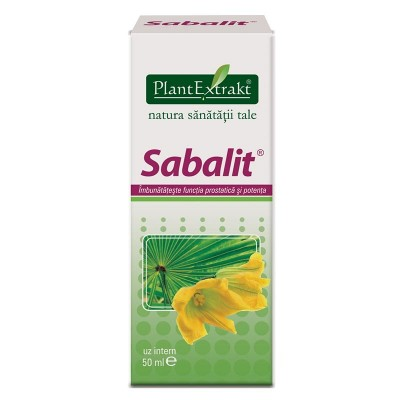 PlantExtrakt®
natura sănătății tale
Sabalit®
Îmbunătățește funcția prostatică și potența
uz intern
50 ml ℮